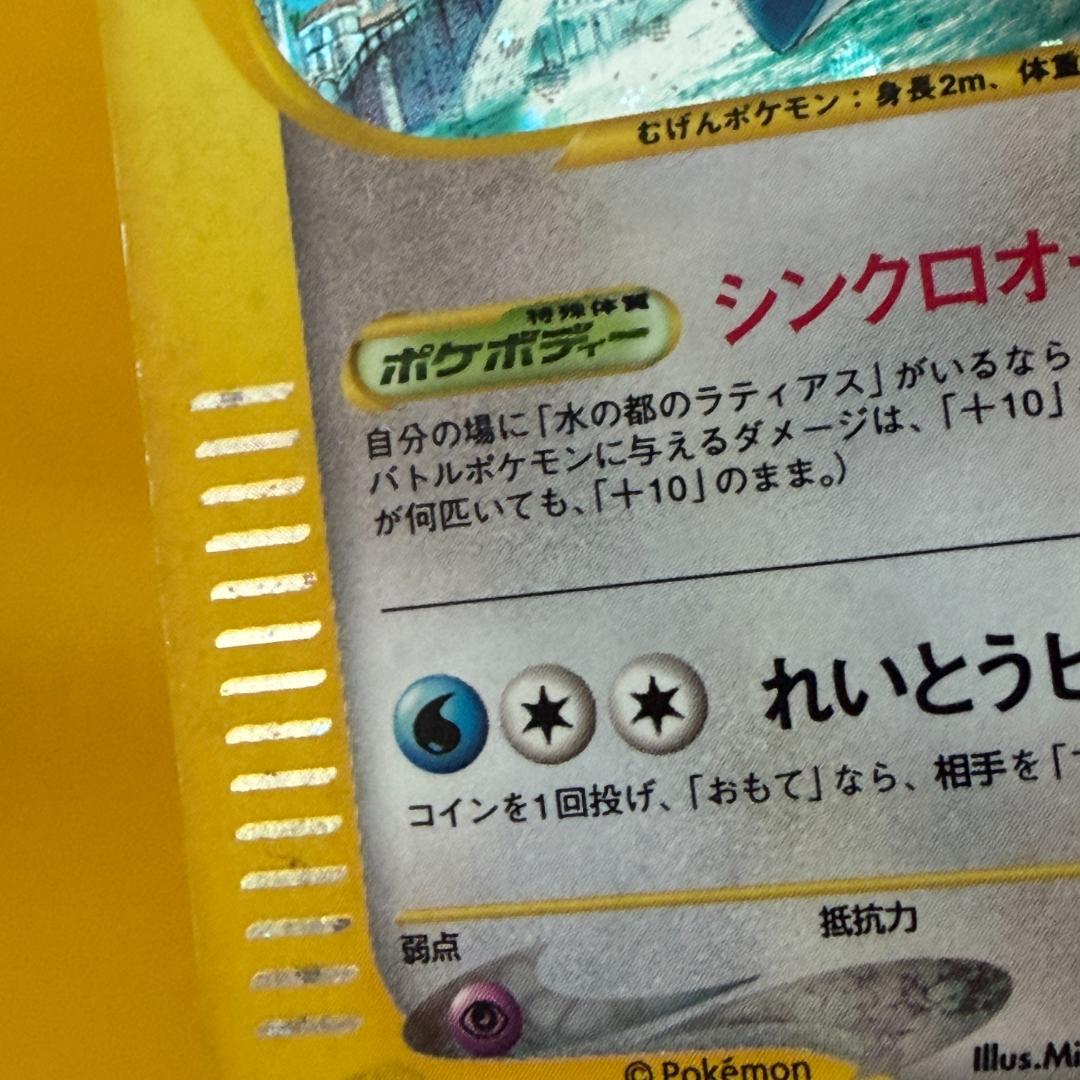 むげんポケモン：身長2m、体重
特殊体質
ポケボディー
シンクロオー
自分の場に「水の都のラティアス」がいるなら
バトルポケモンに与えるダメージは、「＋10」
が何匹いても、「＋10」のまま。）
れいとうビ
コインを1回投げ、「おもて」なら、相手を「マ
弱点
抵抗力
© Pokémon
Illus.Mi